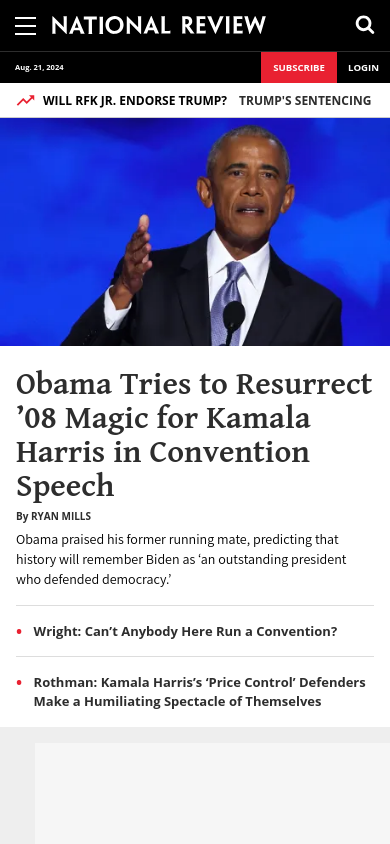 NATIONAL REVIEW
Aug. 21, 2024
SUBSCRIBE
LOGIN
WILL RFK JR. ENDORSE TRUMP? TRUMP'S SENTENCING
Obama Tries to Resurrect
’08 Magic for Kamala
Harris in Convention
Speech
By RYAN MILLS
Obama praised his former running mate, predicting that
history will remember Biden as ‘an outstanding president
who defended democracy.’
• Wright: Can’t Anybody Here Run a Convention?
• Rothman: Kamala Harris’s ‘Price Control’ Defenders
Make a Humiliating Spectacle of Themselves